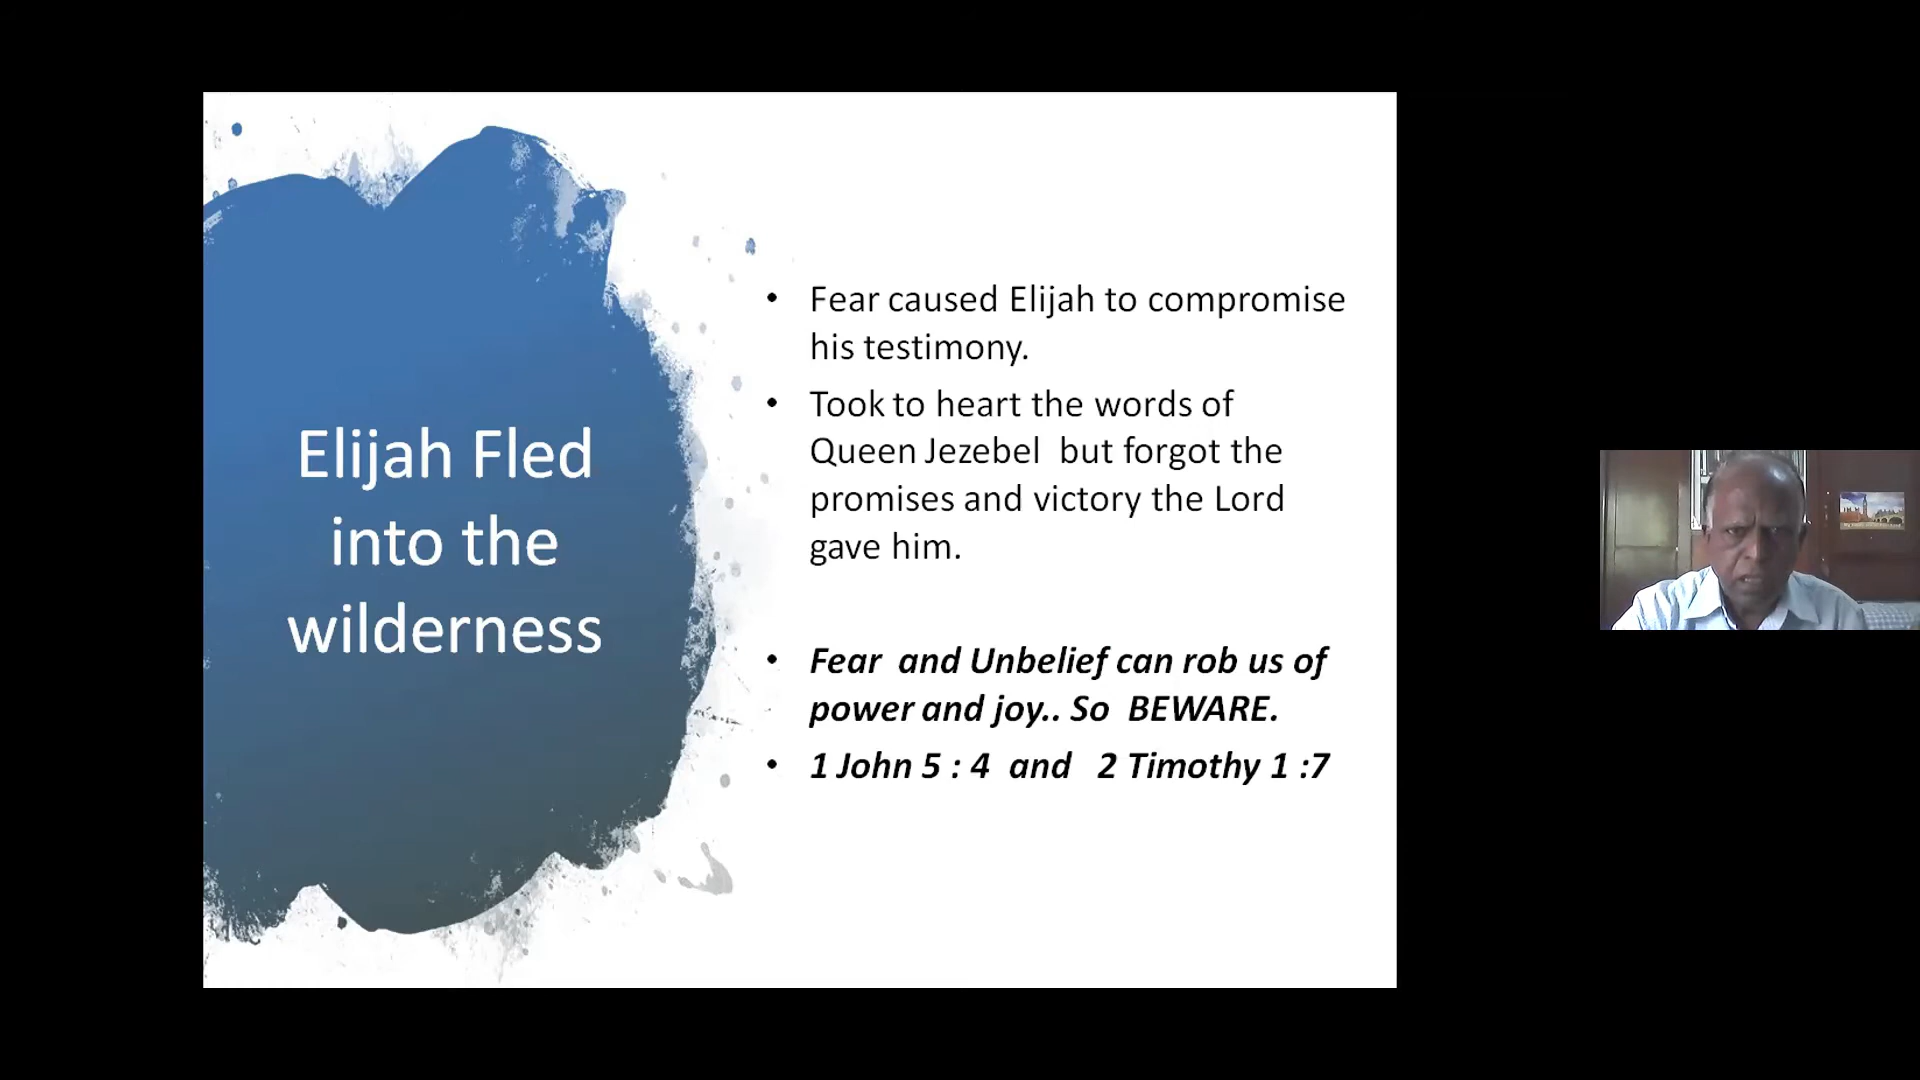 Elijah Fled
into the
wilderness
• Fear caused Elijah to compromise
his testimony.
• Took to heart the words of
Queen Jezebel but forgot the
promises and victory the Lord
gave him.
• Fear and Unbelief can rob us of
power and joy.. So BEWARE.
• 1 John 5 : 4 and 2 Timothy 1 :7